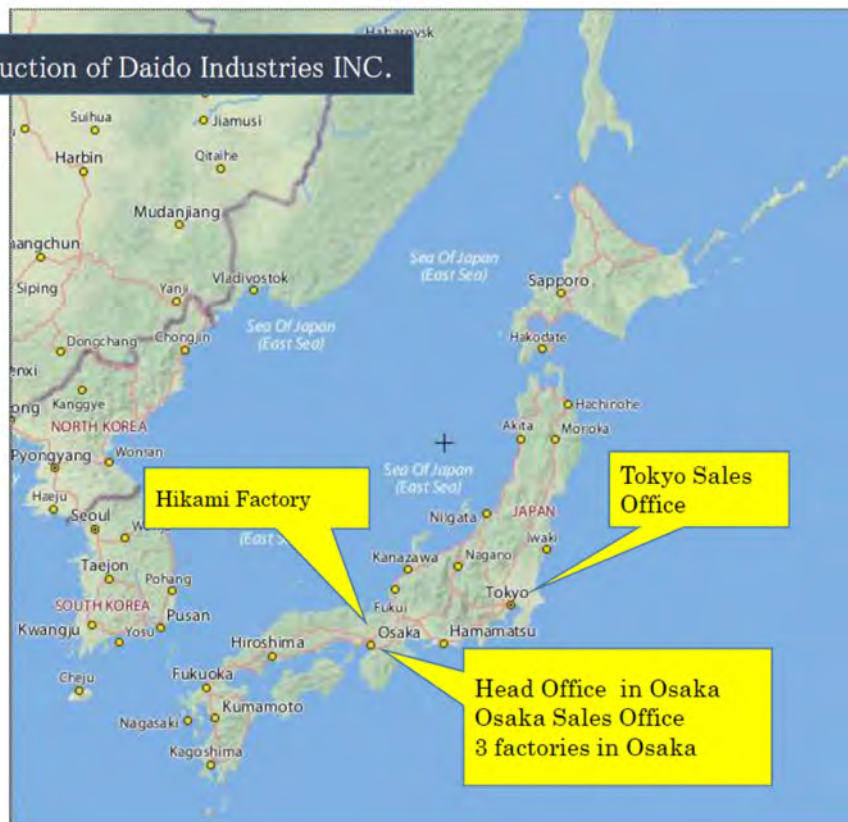 Habarovsk
uction of Daido Industries INC.
Suihua
Jiamusi
Harbin
Qitaihe
Mudanjiang
angchun
Sea Of Japan
(East Sea)
Siping
Yanji
Vladivostok
Sapporo
Sea Of Japan
(East Sea)
Dongchang
Chongjin
Hakodate
enxi
Kanggye
ong
Hachinohe
NORTH KOREA
Akita
Morioka
Pyongyang
Wonsan
Sea Of Japan
(East Sea)
Tokyo Sales
Office
Haeju
Hikami Factory
Seoul
Niigata
JAPAN
(East Sea)
Iwaki
Kanazawa
Nagano
Taejon
Pohang
Tokyo
Fukui
SOUTH KOREA
Kwangju
Yosu
Pusan
Osaka
Hamamatsu
Hiroshima
Cheju
Fukuoka
Head Office in Osaka
Osaka Sales Office
3 factories in Osaka
Kumamoto
Nagasaki
Kagoshima